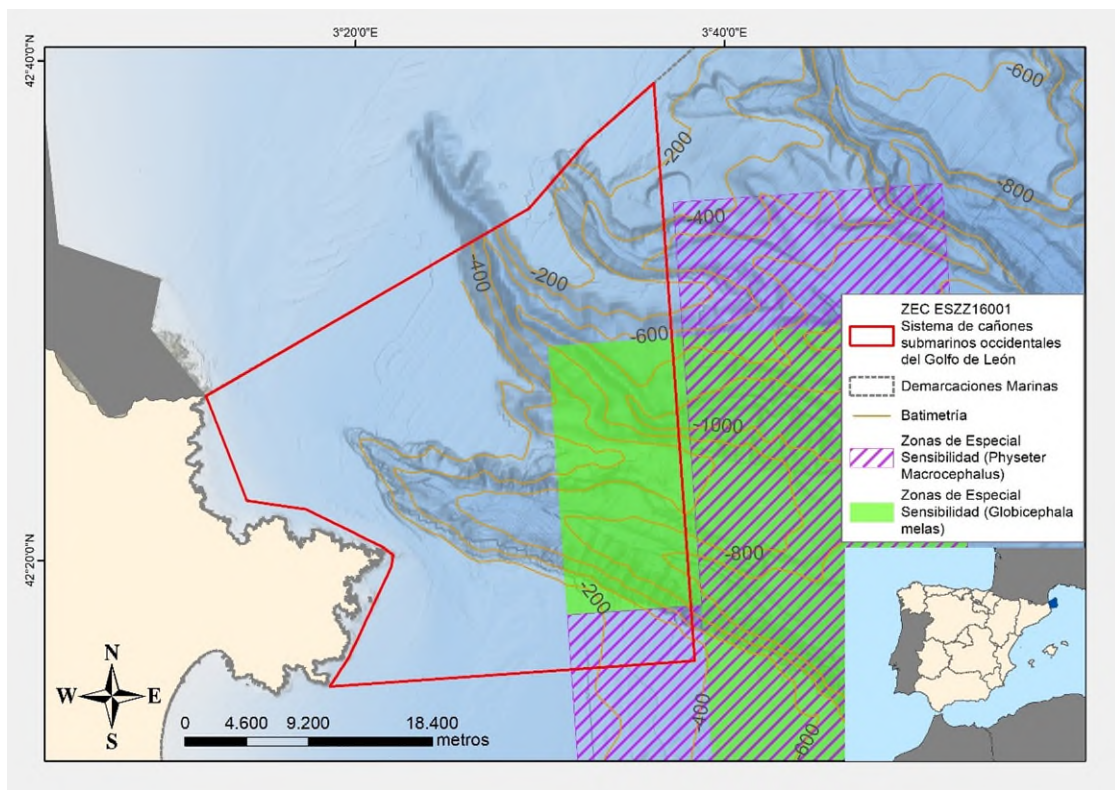 3°20'0"E
3°40'0"E
42°40'0"N
42°20'0"N
-600
-200
-800
-400
-400
-200
-600
-1000
-800
-200
-400
-600
ZEC ESZZ16001
Sistema de cañones
submarinos occidentales
del Golfo de León
Demarcaciones Marinas
Batimetría
Zonas de Especial
Sensibilidad (Physeter
Macrocephalus)
Zonas de Especial
Sensibilidad (Globicephala
melas)
N
W
E
S
0
4.600
9.200
18.400
metros